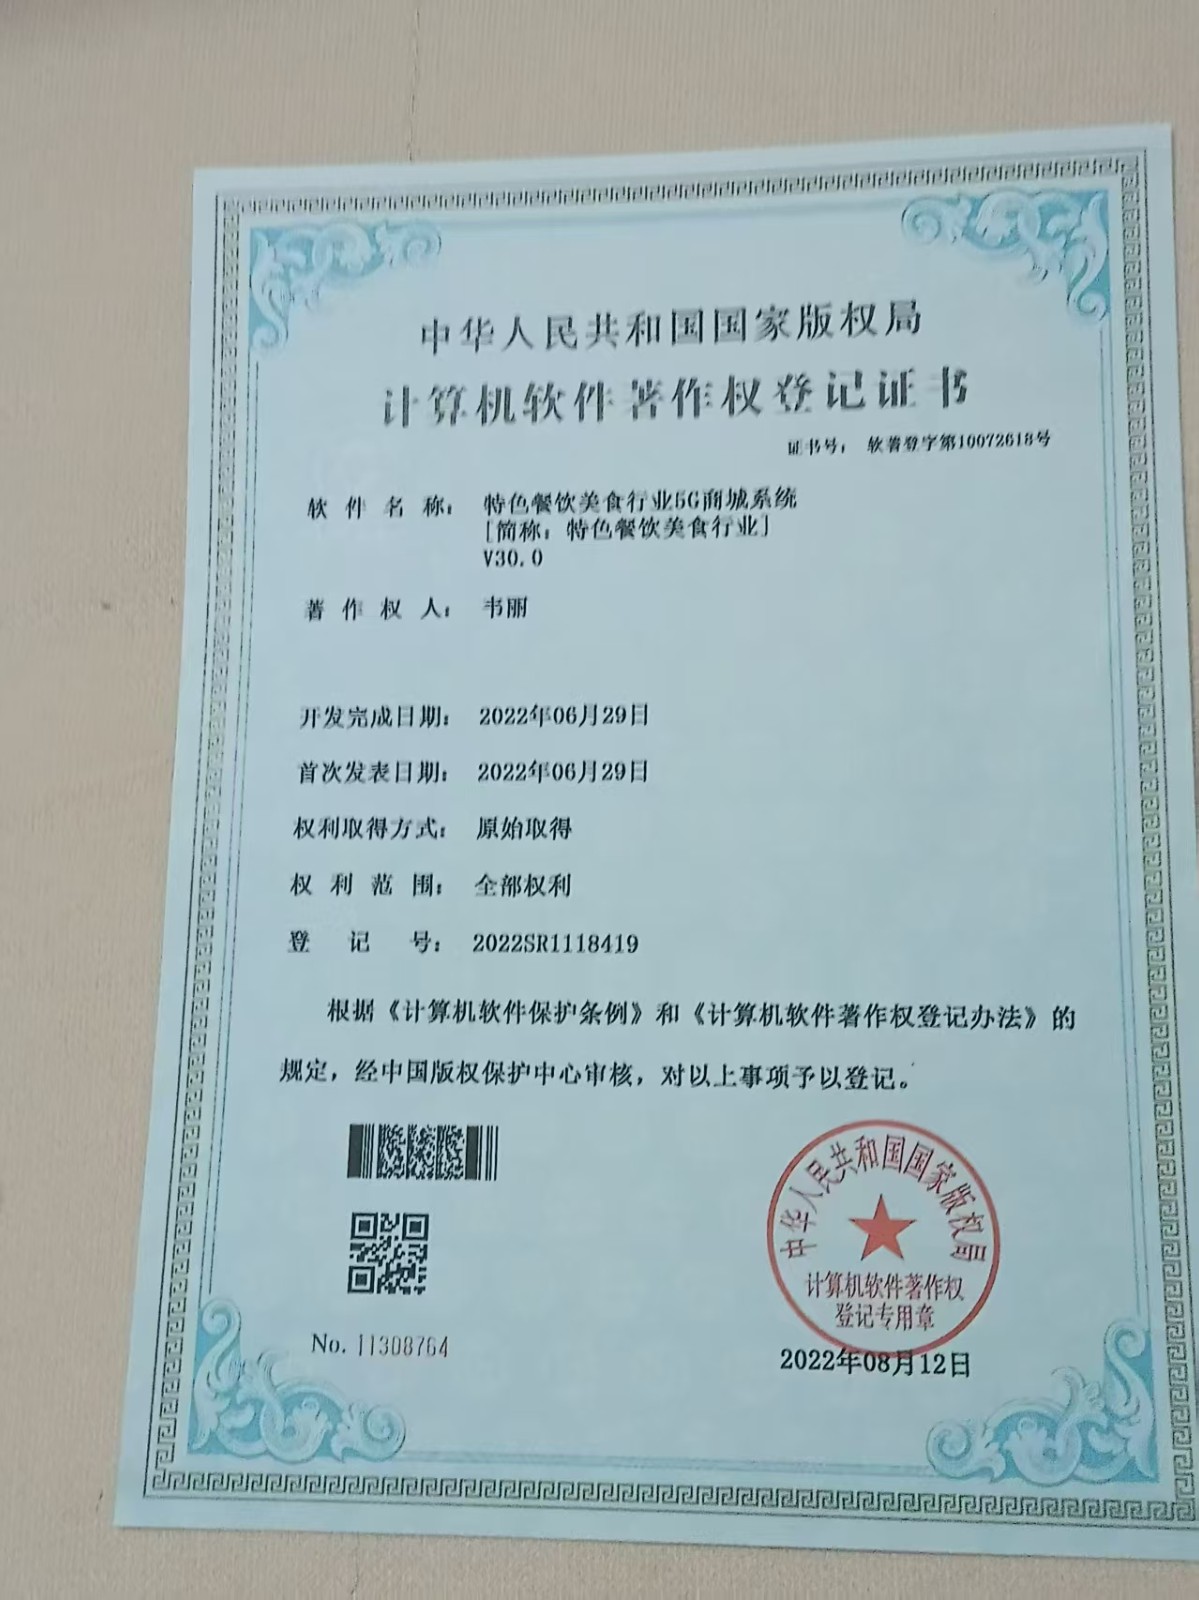 中华人民共和国国家版权局
计算机软件著作权登记证书
证书号： 软著登字第10072618号
软件名称： 特色餐饮美食行业5G商城系统
[简称：特色餐饮美食行业]
V30.0
著作权人： 韦丽
开发完成日期： 2022年06月29日
首次发表日期： 2022年06月29日
权利取得方式： 原始取得
权利范围： 全部权利
登记号： 2022SR1118419
根据《计算机软件保护条例》和《计算机软件著作权登记办法》的
规定，经中国版权保护中心审核，对以上事项予以登记。
中华人民共和国国家版权局
计算机软件著作权
登记专用章
No. 11308764
2022年08月12日